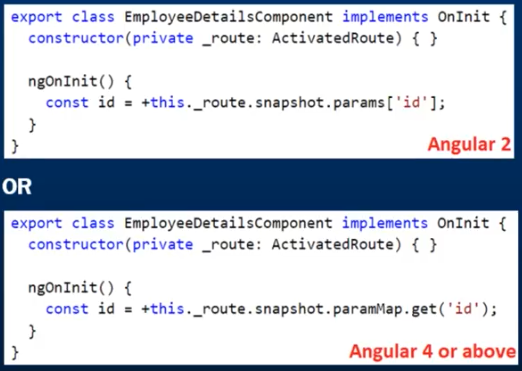 export class EmployeeDetailsComponent implements OnInit {
  constructor(private _route: ActivatedRoute) { }

  ngOnInit() {
    const id = +this._route.snapshot.params['id'];
  }
}
Angular 2
OR
export class EmployeeDetailsComponent implements OnInit {
  constructor(private _route: ActivatedRoute) { }

  ngOnInit() {
    const id = +this._route.snapshot.paramMap.get('id');
  }
}
Angular 4 or above